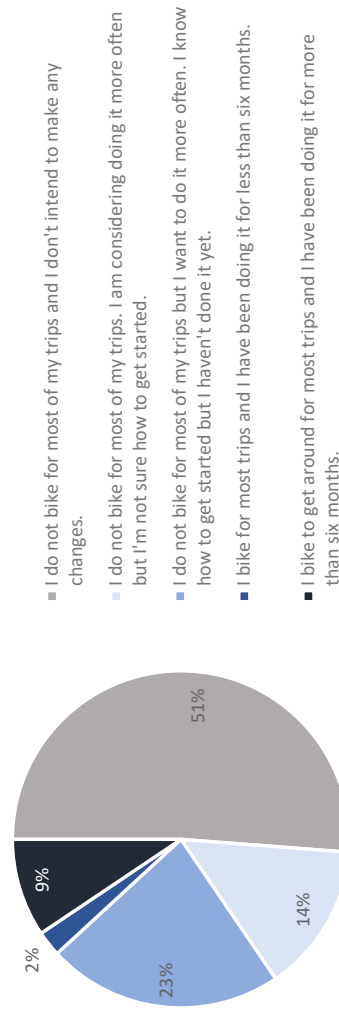 51%
14%
23%
2%
9%
I do not bike for most of my trips and I don't intend to make any
changes.
I do not bike for most of my trips. I am considering doing it more often
but I'm not sure how to get started.
I do not bike for most of my trips but I want to do it more often. I know
how to get started but I haven't done it yet.
I bike for most trips and I have been doing it for less than six months.
I bike to get around for most trips and I have been doing it for more
than six months.